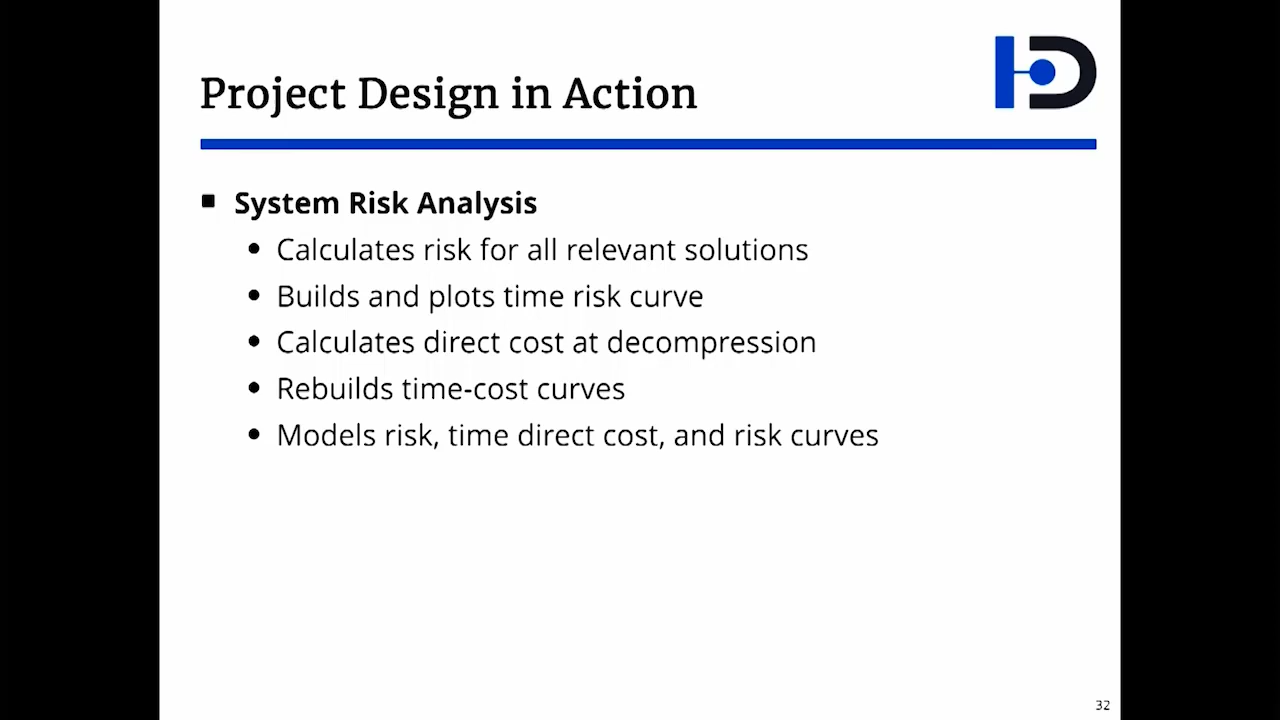 Project Design in Action
System Risk Analysis
Calculates risk for all relevant solutions
Builds and plots time risk curve
Calculates direct cost at decompression
Rebuilds time-cost curves
Models risk, time direct cost, and risk curves
32